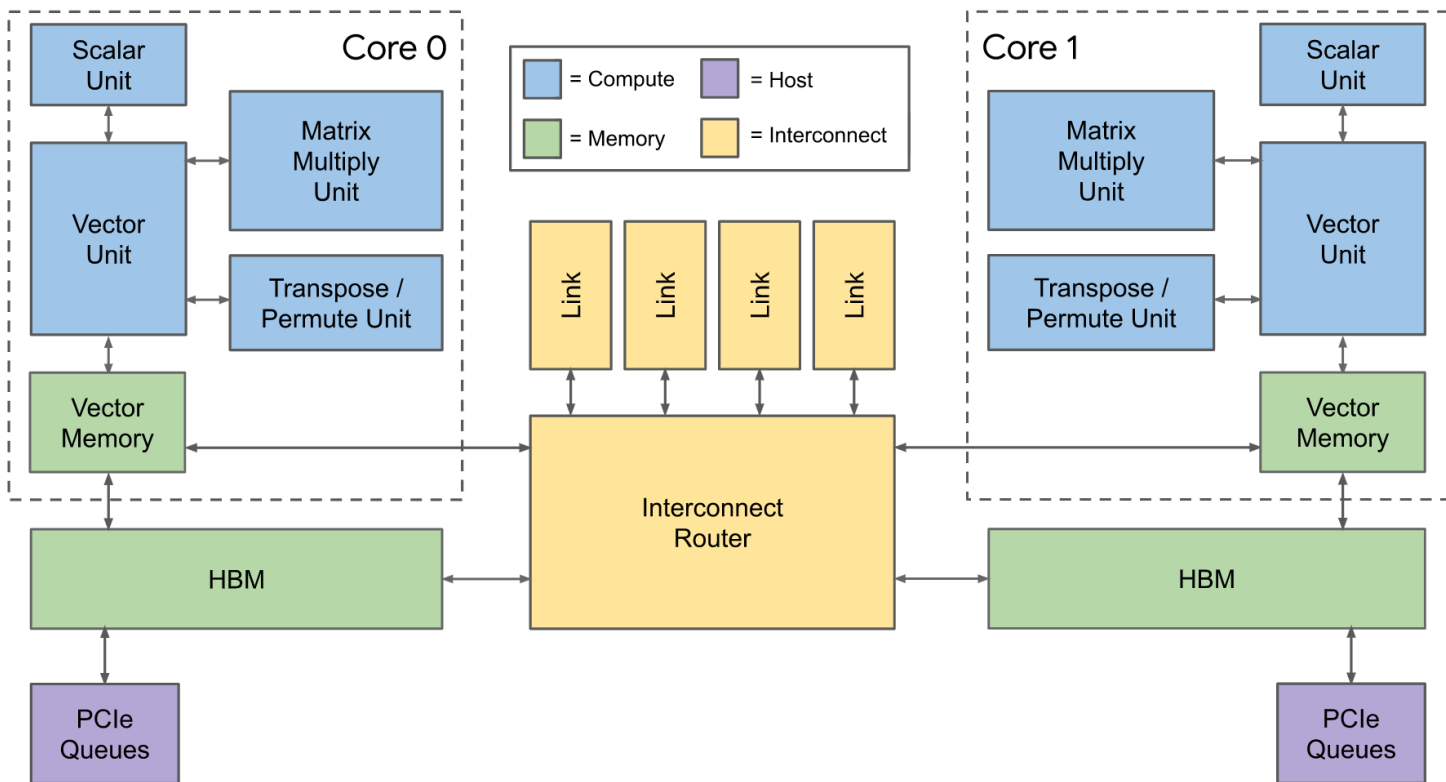 Scalar
Unit
Core 0
Matrix
Multiply
Unit
Vector
Unit
Transpose /
Permute Unit
Vector
Memory
HBM
PCIe
Queues
= Compute
= Host
= Memory
= Interconnect
Link
Link
Link
Link
Interconnect
Router
Core 1
Scalar
Unit
Matrix
Multiply
Unit
Vector
Unit
Transpose /
Permute Unit
Vector
Memory
HBM
PCIe
Queues